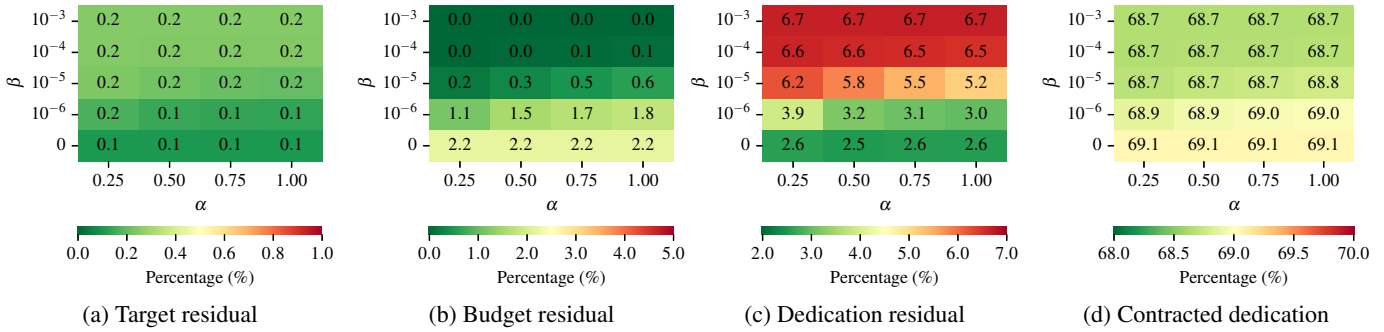 10⁻³ 0.2 0.2 0.2 0.2
10⁻⁴ 0.2 0.2 0.2 0.2
β 10⁻⁵ 0.2 0.2 0.2 0.2
10⁻⁶ 0.2 0.1 0.1 0.1
0 0.1 0.1 0.1 0.1
0.25 0.50 0.75 1.00
α
0.0 0.2 0.4 0.6 0.8 1.0
Percentage (%)
(a) Target residual
10⁻³ 0.0 0.0 0.0 0.0
10⁻⁴ 0.0 0.0 0.1 0.1
β 10⁻⁵ 0.2 0.3 0.5 0.6
10⁻⁶ 1.1 1.5 1.7 1.8
0 2.2 2.2 2.2 2.2
0.25 0.50 0.75 1.00
α
0.0 1.0 2.0 3.0 4.0 5.0
Percentage (%)
(b) Budget residual
10⁻³ 6.7 6.7 6.7 6.7
10⁻⁴ 6.6 6.6 6.5 6.5
β 10⁻⁵ 6.2 5.8 5.5 5.2
10⁻⁶ 3.9 3.2 3.1 3.0
0 2.6 2.5 2.6 2.6
0.25 0.50 0.75 1.00
α
2.0 3.0 4.0 5.0 6.0 7.0
Percentage (%)
(c) Dedication residual
10⁻³ 68.7 68.7 68.7 68.7
10⁻⁴ 68.7 68.7 68.7 68.7
β 10⁻⁵ 68.7 68.7 68.7 68.8
10⁻⁶ 68.9 68.9 69.0 69.0
0 69.1 69.1 69.1 69.1
0.25 0.50 0.75 1.00
α
68.0 68.5 69.0 69.5 70.0
Percentage (%)
(d) Contracted dedication